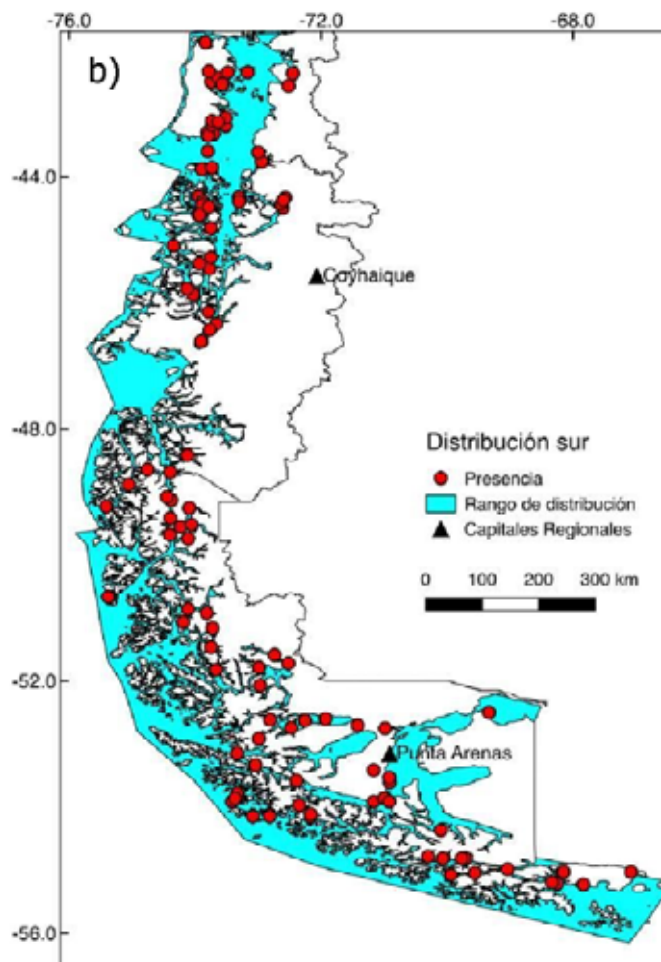 -76.0 -72.0 -68.0
b)
-44.0
Coyhaique
-48.0
Distribución sur
Presencia
Rango de distribución
Capitales Regionales
0 100 200 300 km
-52.0
Punta Arenas
-56.0